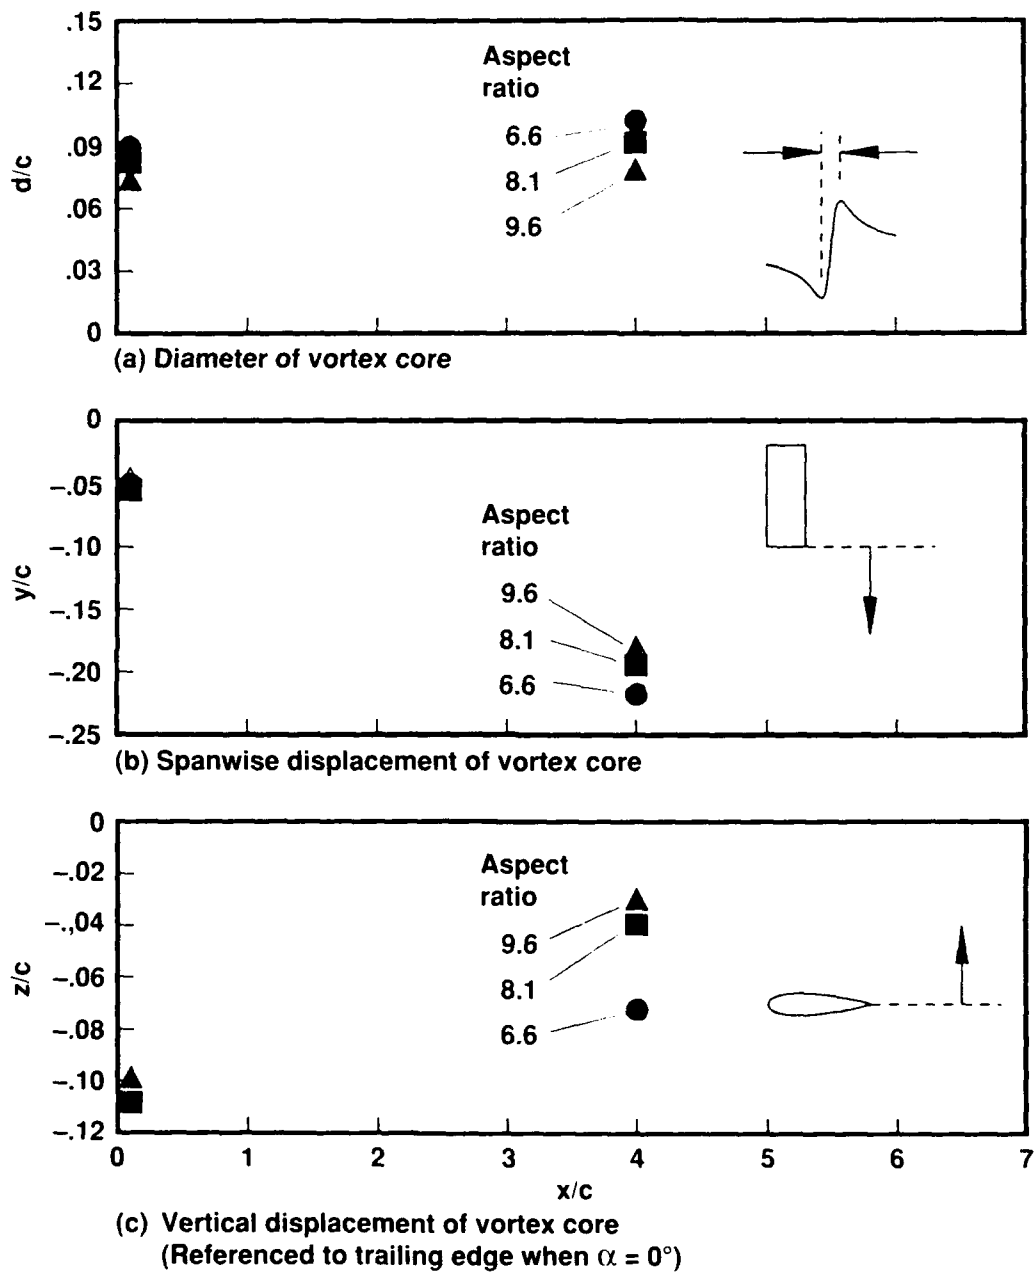 .15
.12
.09
.06
.03
0
d/c
Aspect
ratio
6.6
8.1
9.6
(a) Diameter of vortex core
0
–.05
–.10
–.15
–.20
–.25
y/c
Aspect
ratio
9.6
8.1
6.6
(b) Spanwise displacement of vortex core
0
–.02
–.,04
–.06
–.08
–.10
–.12
z/c
Aspect
ratio
9.6
8.1
6.6
0 1 2 3 4 5 6 7
x/c
(c) Vertical displacement of vortex core
(Referenced to trailing edge when α = 0°)